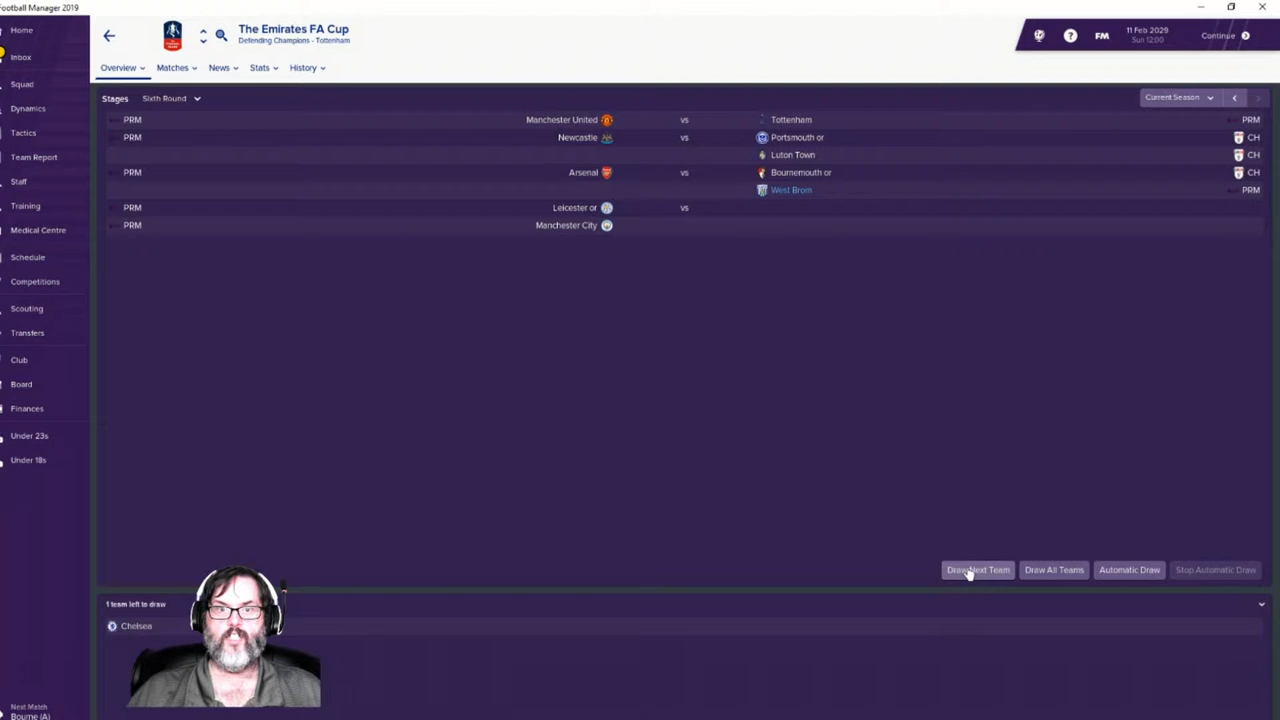 Football Manager 2019
Home
Inbox
Squad
Dynamics
Tactics
Team Report
Staff
Training
Medical Centre
Schedule
Competitions
Scouting
Transfers
Club
Board
Finances
Under 23s
Under 18s
Next Match
Bourne (A)
The Emirates FA Cup
Defending Champions - Tottenham
FM
11 Feb 2029
Sun 12:00
Continue
Overview Matches News Stats History
Stages Sixth Round
Current Season
PRM Manchester United vs Tottenham PRM
PRM Newcastle vs Portsmouth or CH
Luton Town CH
PRM Arsenal vs Bournemouth or CH
West Brom PRM
PRM Leicester or vs
PRM Manchester City
Draw Next Team Draw All Teams Automatic Draw Stop Automatic Draw
1 team left to draw
Chelsea